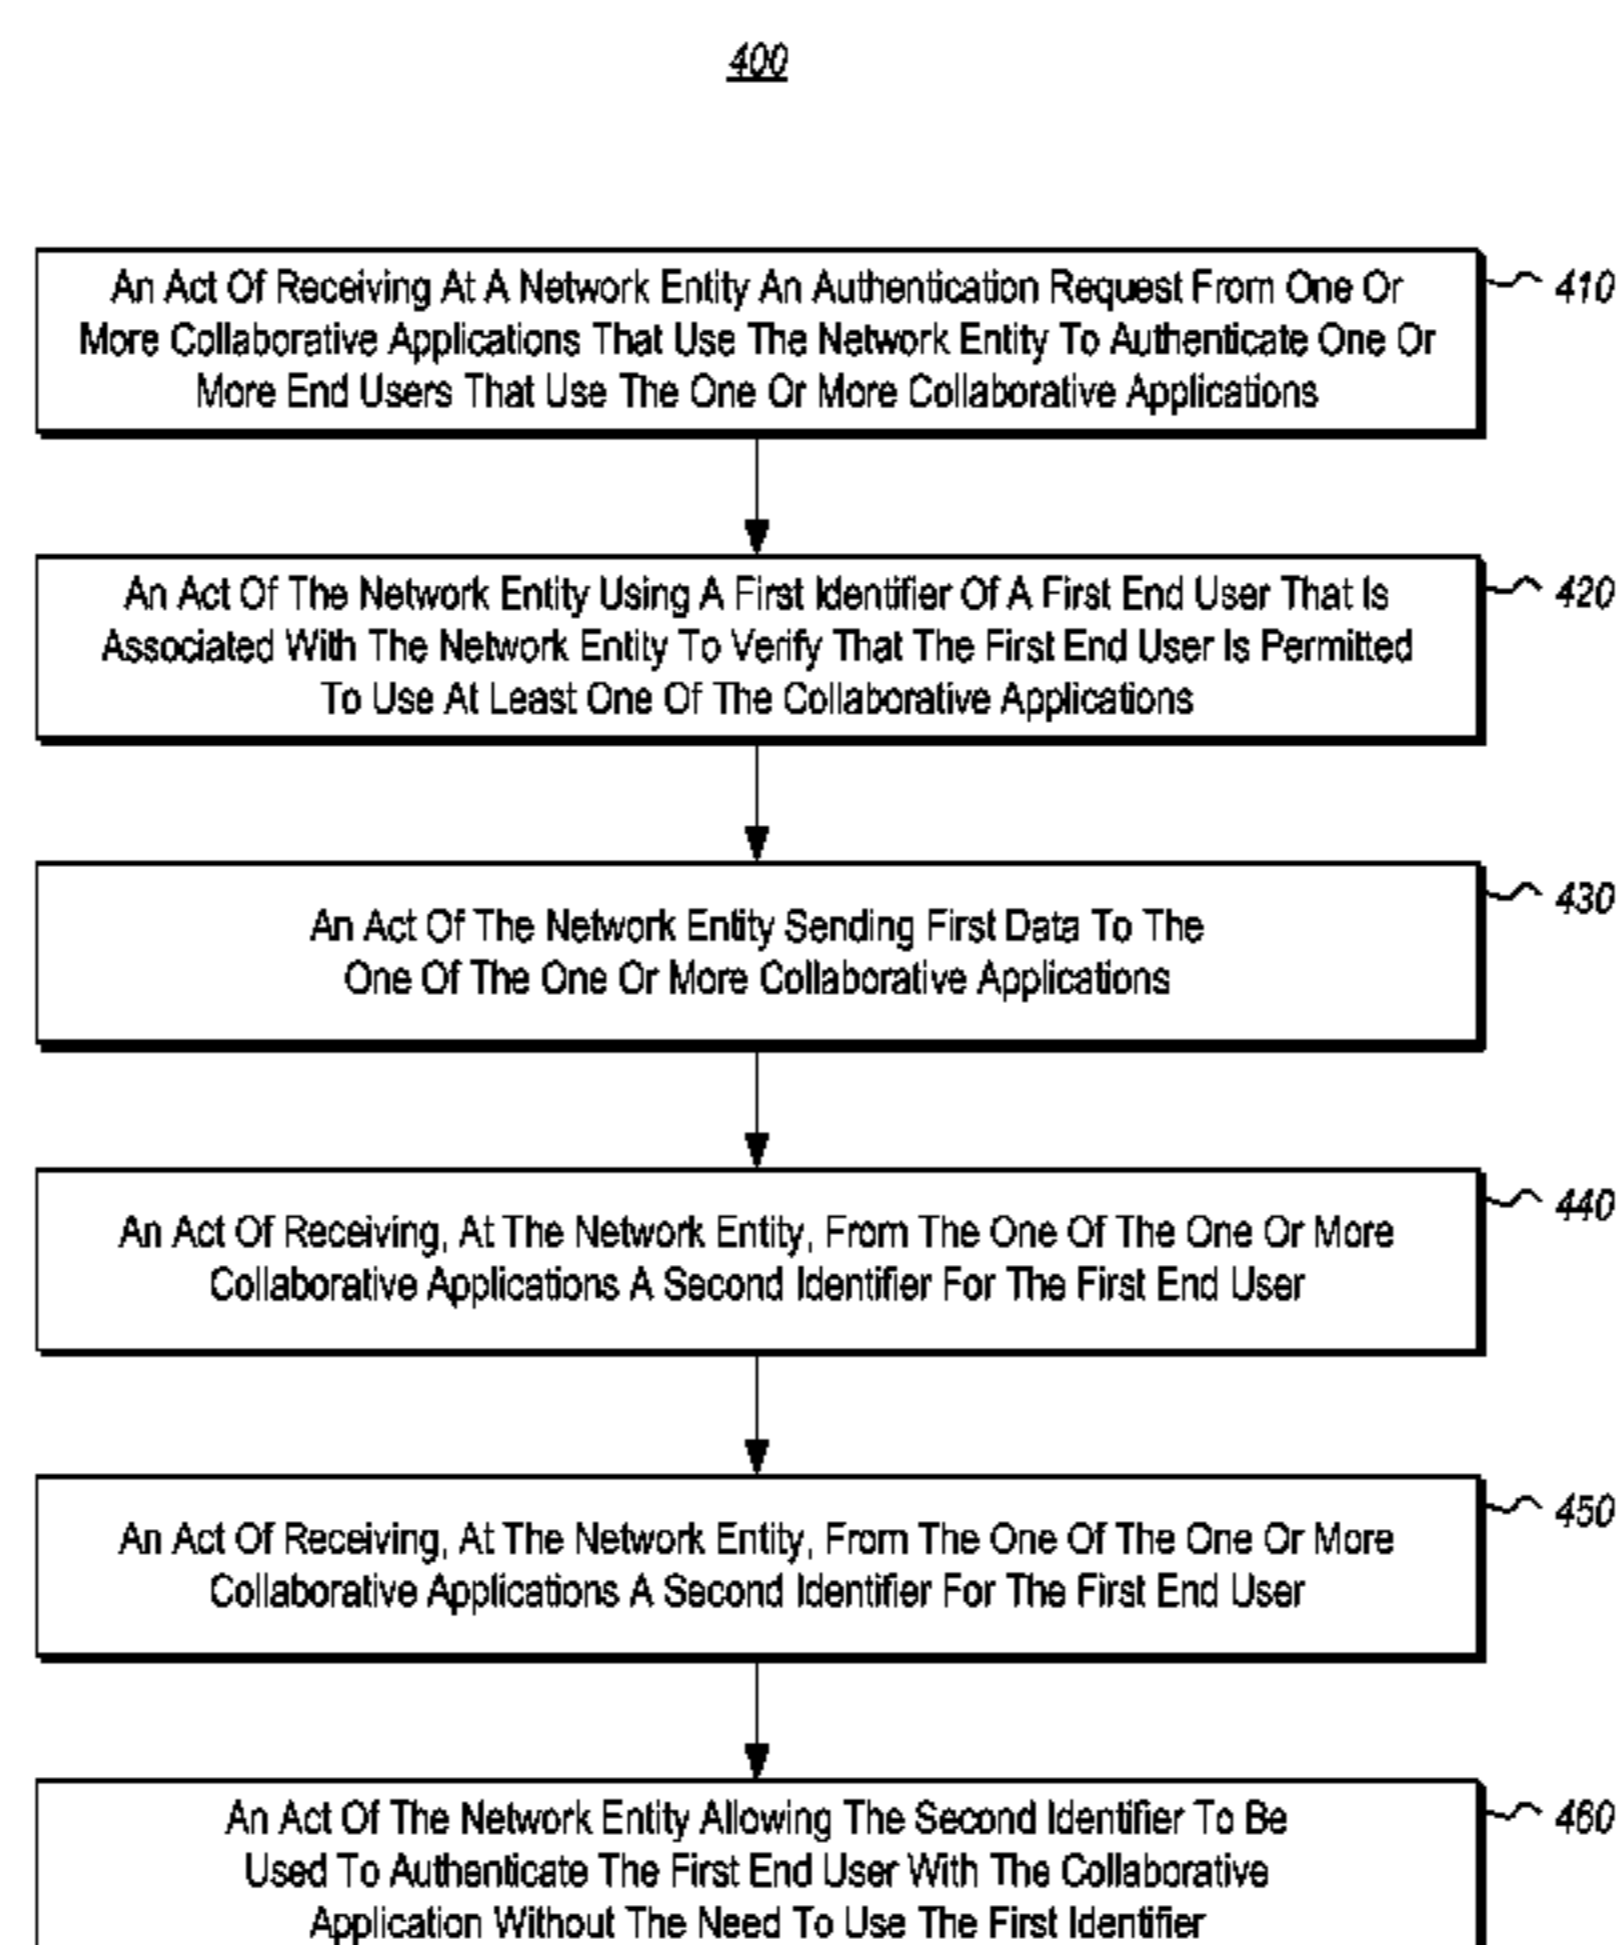 400
An Act Of Receiving At A Network Entity An Authentication Request From One Or
More Collaborative Applications That Use The Network Entity To Authenticate One Or
More End Users That Use The One Or More Collaborative Applications
410
An Act Of The Network Entity Using A First Identifier Of A First End User That Is
Associated With The Network Entity To Verify That The First End User Is Permitted
To Use At Least One Of The Collaborative Applications
420
An Act Of The Network Entity Sending First Data To The
One Of The One Or More Collaborative Applications
430
An Act Of Receiving, At The Network Entity, From The One Of The One Or More
Collaborative Applications A Second Identifier For The First End User
440
An Act Of Receiving, At The Network Entity, From The One Of The One Or More
Collaborative Applications A Second Identifier For The First End User
450
An Act Of The Network Entity Allowing The Second Identifier To Be
Used To Authenticate The First End User With The Collaborative
Application Without The Need To Use The First Identifier
460